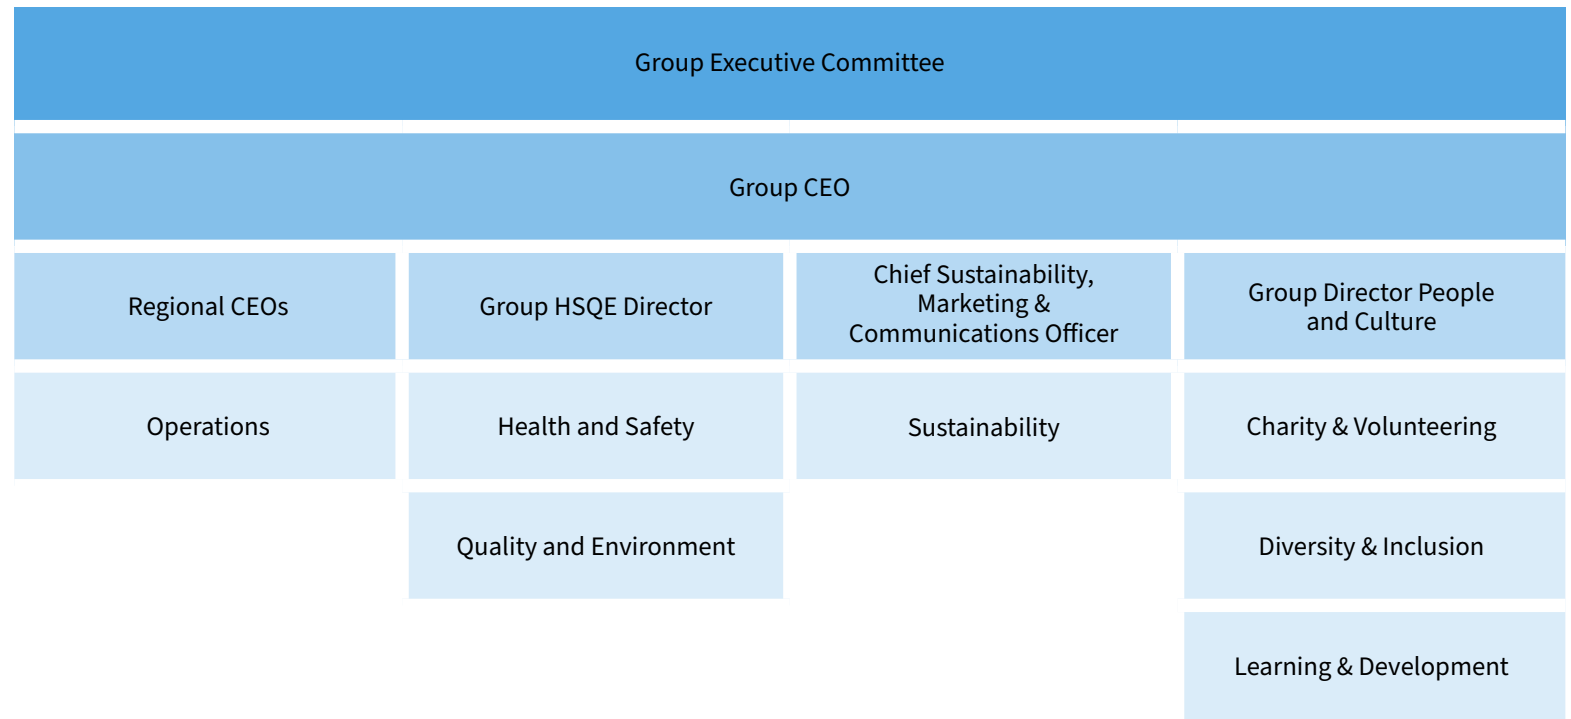 Group Executive Committee
Group CEO
Regional CEOs
Group HSQE Director
Chief Sustainability,
Marketing &
Communications Officer
Group Director People
and Culture
Operations
Health and Safety
Sustainability
Charity & Volunteering
Quality and Environment
Diversity & Inclusion
Learning & Development